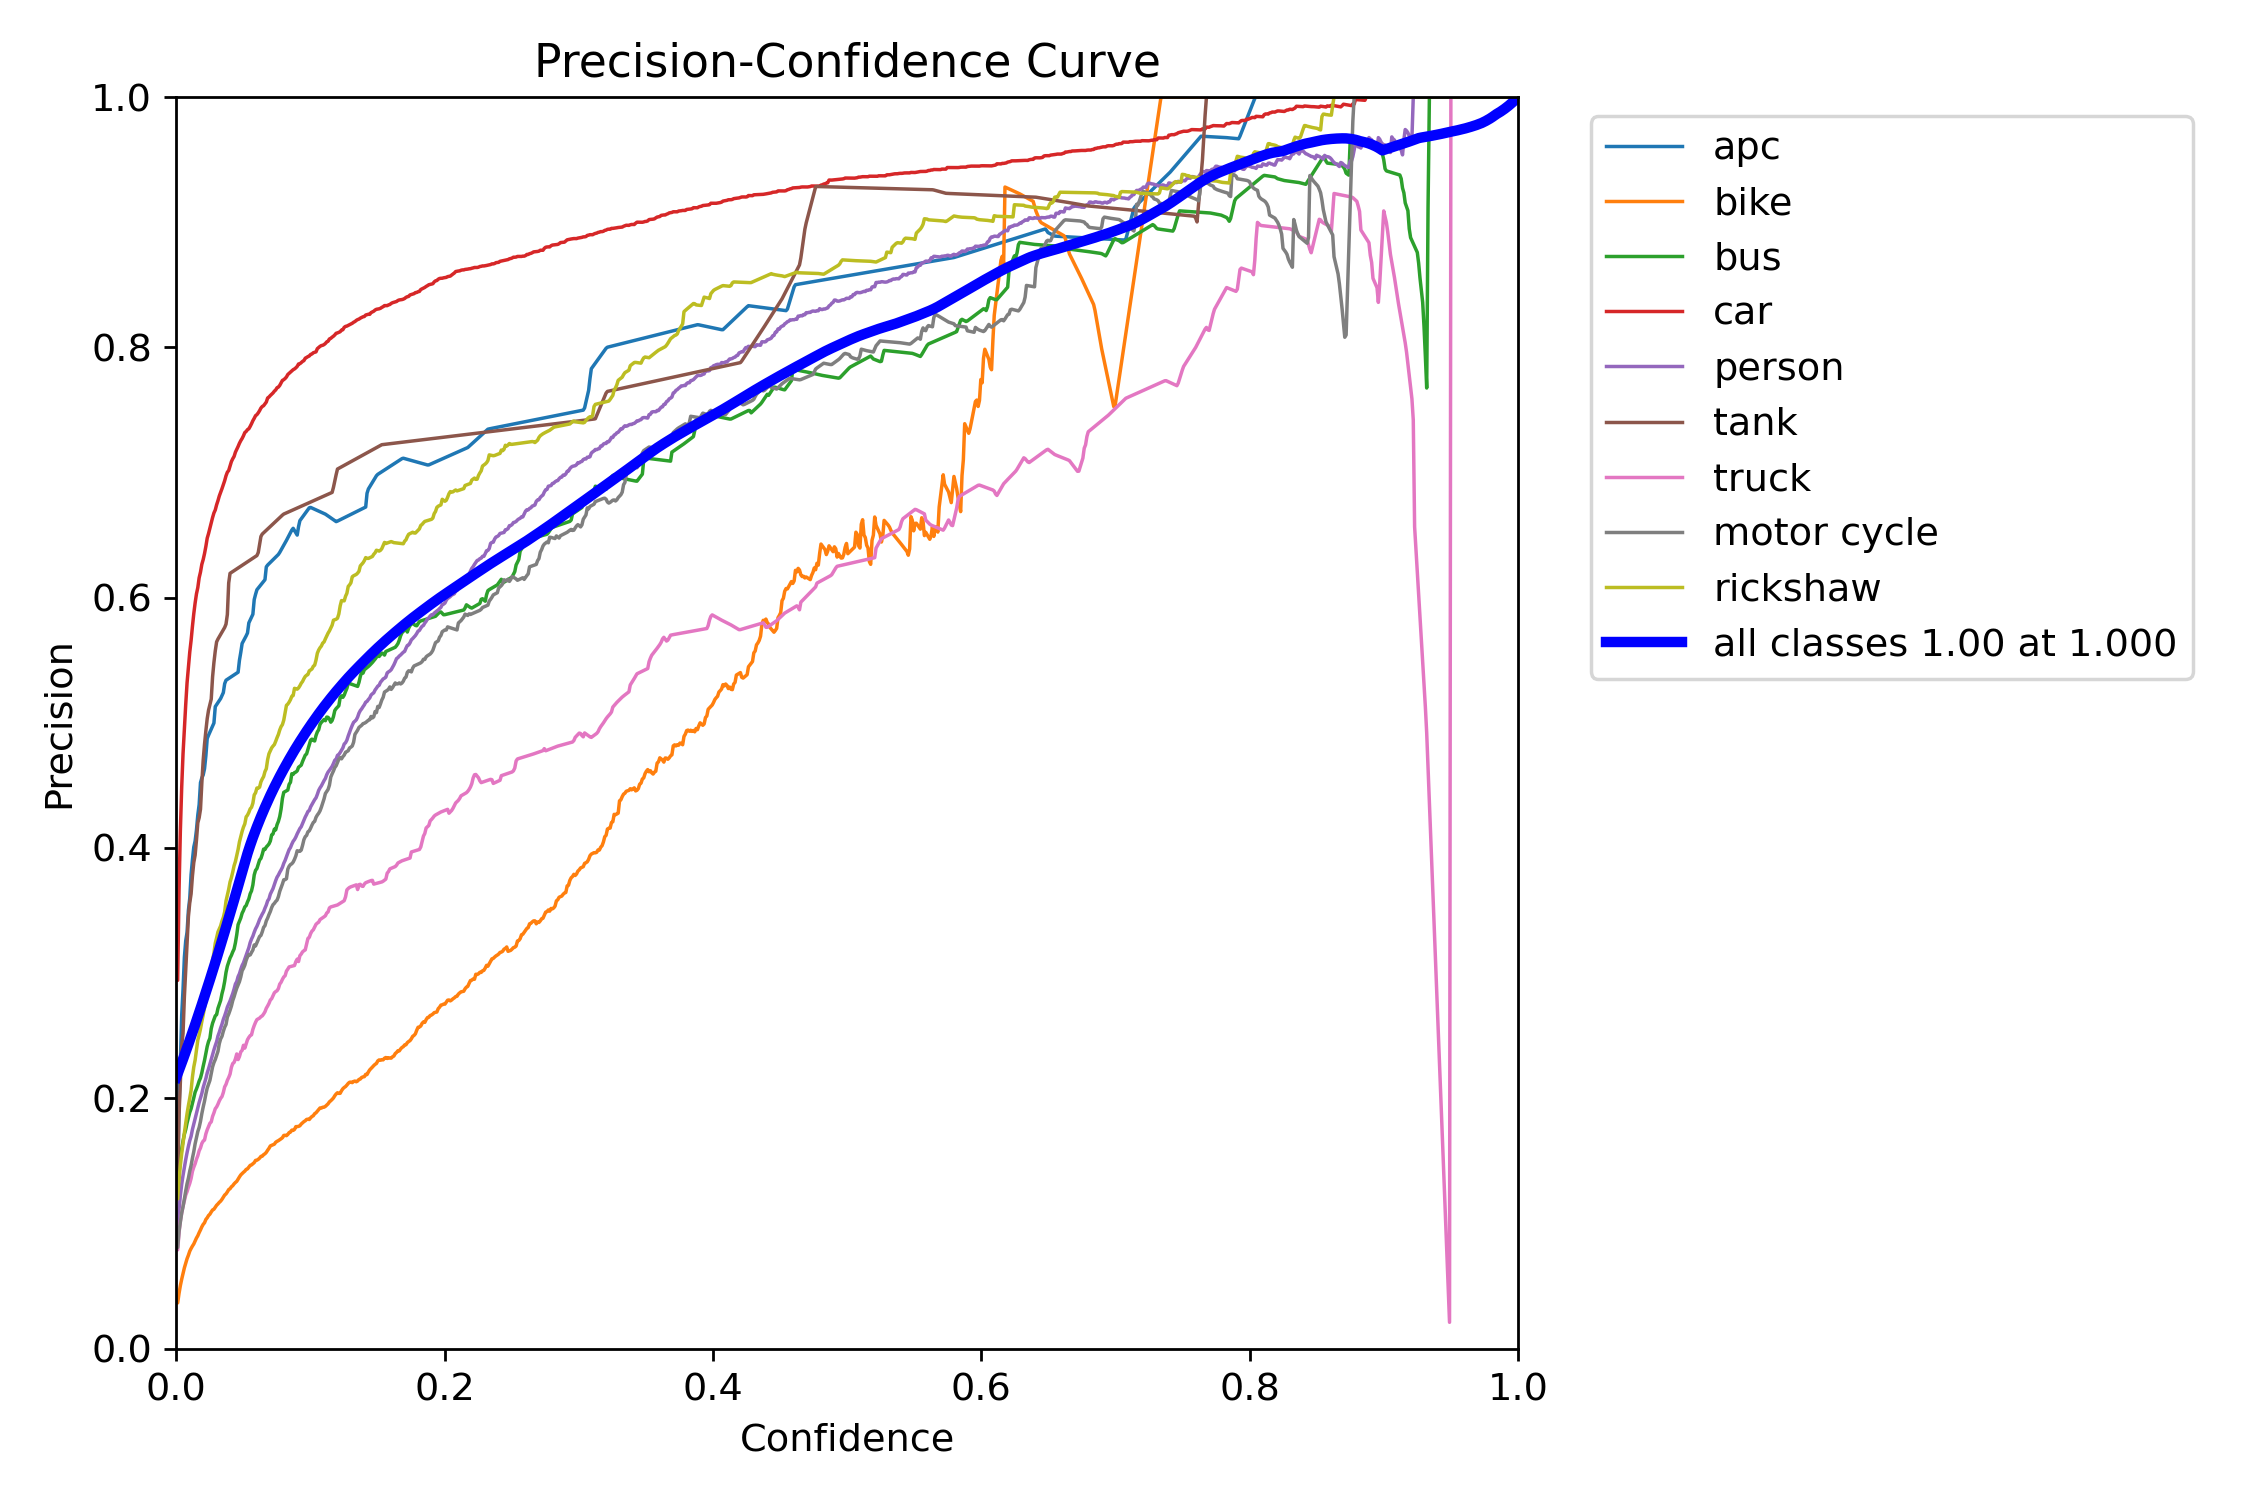 Precision-Confidence Curve
1.0
0.8
0.6
0.4
0.2
0.0
Precision
0.0 0.2 0.4 0.6 0.8 1.0
Confidence
apc
bike
bus
car
person
tank
truck
motor cycle
rickshaw
all classes 1.00 at 1.000